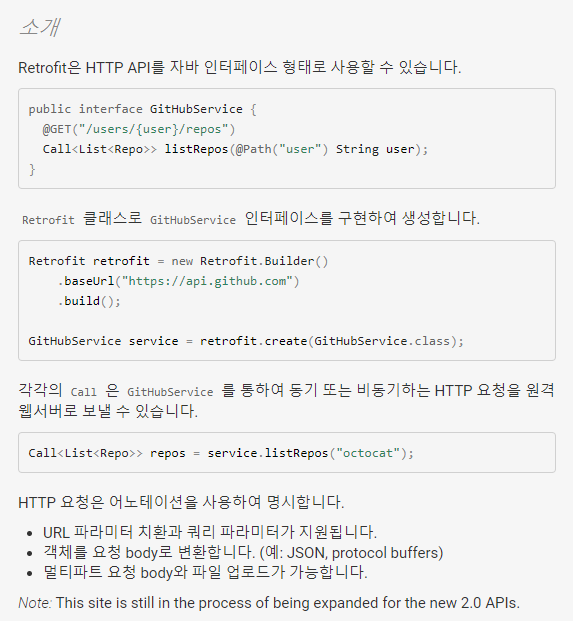 소개
Retrofit은 HTTP API를 자바 인터페이스 형태로 사용할 수 있습니다.
public interface GitHubService {
  @GET("/users/{user}/repos")
  Call<List<Repo>> listRepos(@Path("user") String user);
}
Retrofit 클래스로 GitHubService 인터페이스를 구현하여 생성합니다.
Retrofit retrofit = new Retrofit.Builder()
    .baseUrl("https://api.github.com")
    .build();
GitHubService service = retrofit.create(GitHubService.class);
각각의 Call 은 GitHubService 를 통하여 동기 또는 비동기하는 HTTP 요청을 원격
웹서버로 보낼 수 있습니다.
Call<List<Repo>> repos = service.listRepos("octocat");
HTTP 요청은 어노테이션을 사용하여 명시합니다.
• URL 파라미터 치환과 쿼리 파라미터가 지원됩니다.
• 객체를 요청 body로 변환합니다. (예: JSON, protocol buffers)
• 멀티파트 요청 body와 파일 업로드가 가능합니다.
Note: This site is still in the process of being expanded for the new 2.0 APIs.